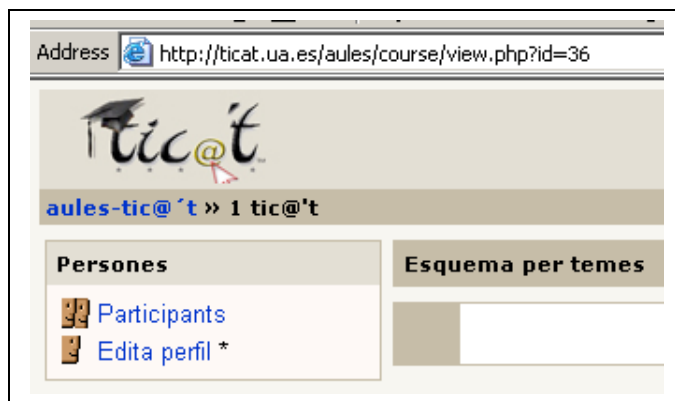 Address http://ticat.ua.es/aules/course/view.php?id=36
tic@'t
aules-tic@´t » 1 tic@'t
Persones
Participants
Edita perfil *
Esquema per temes